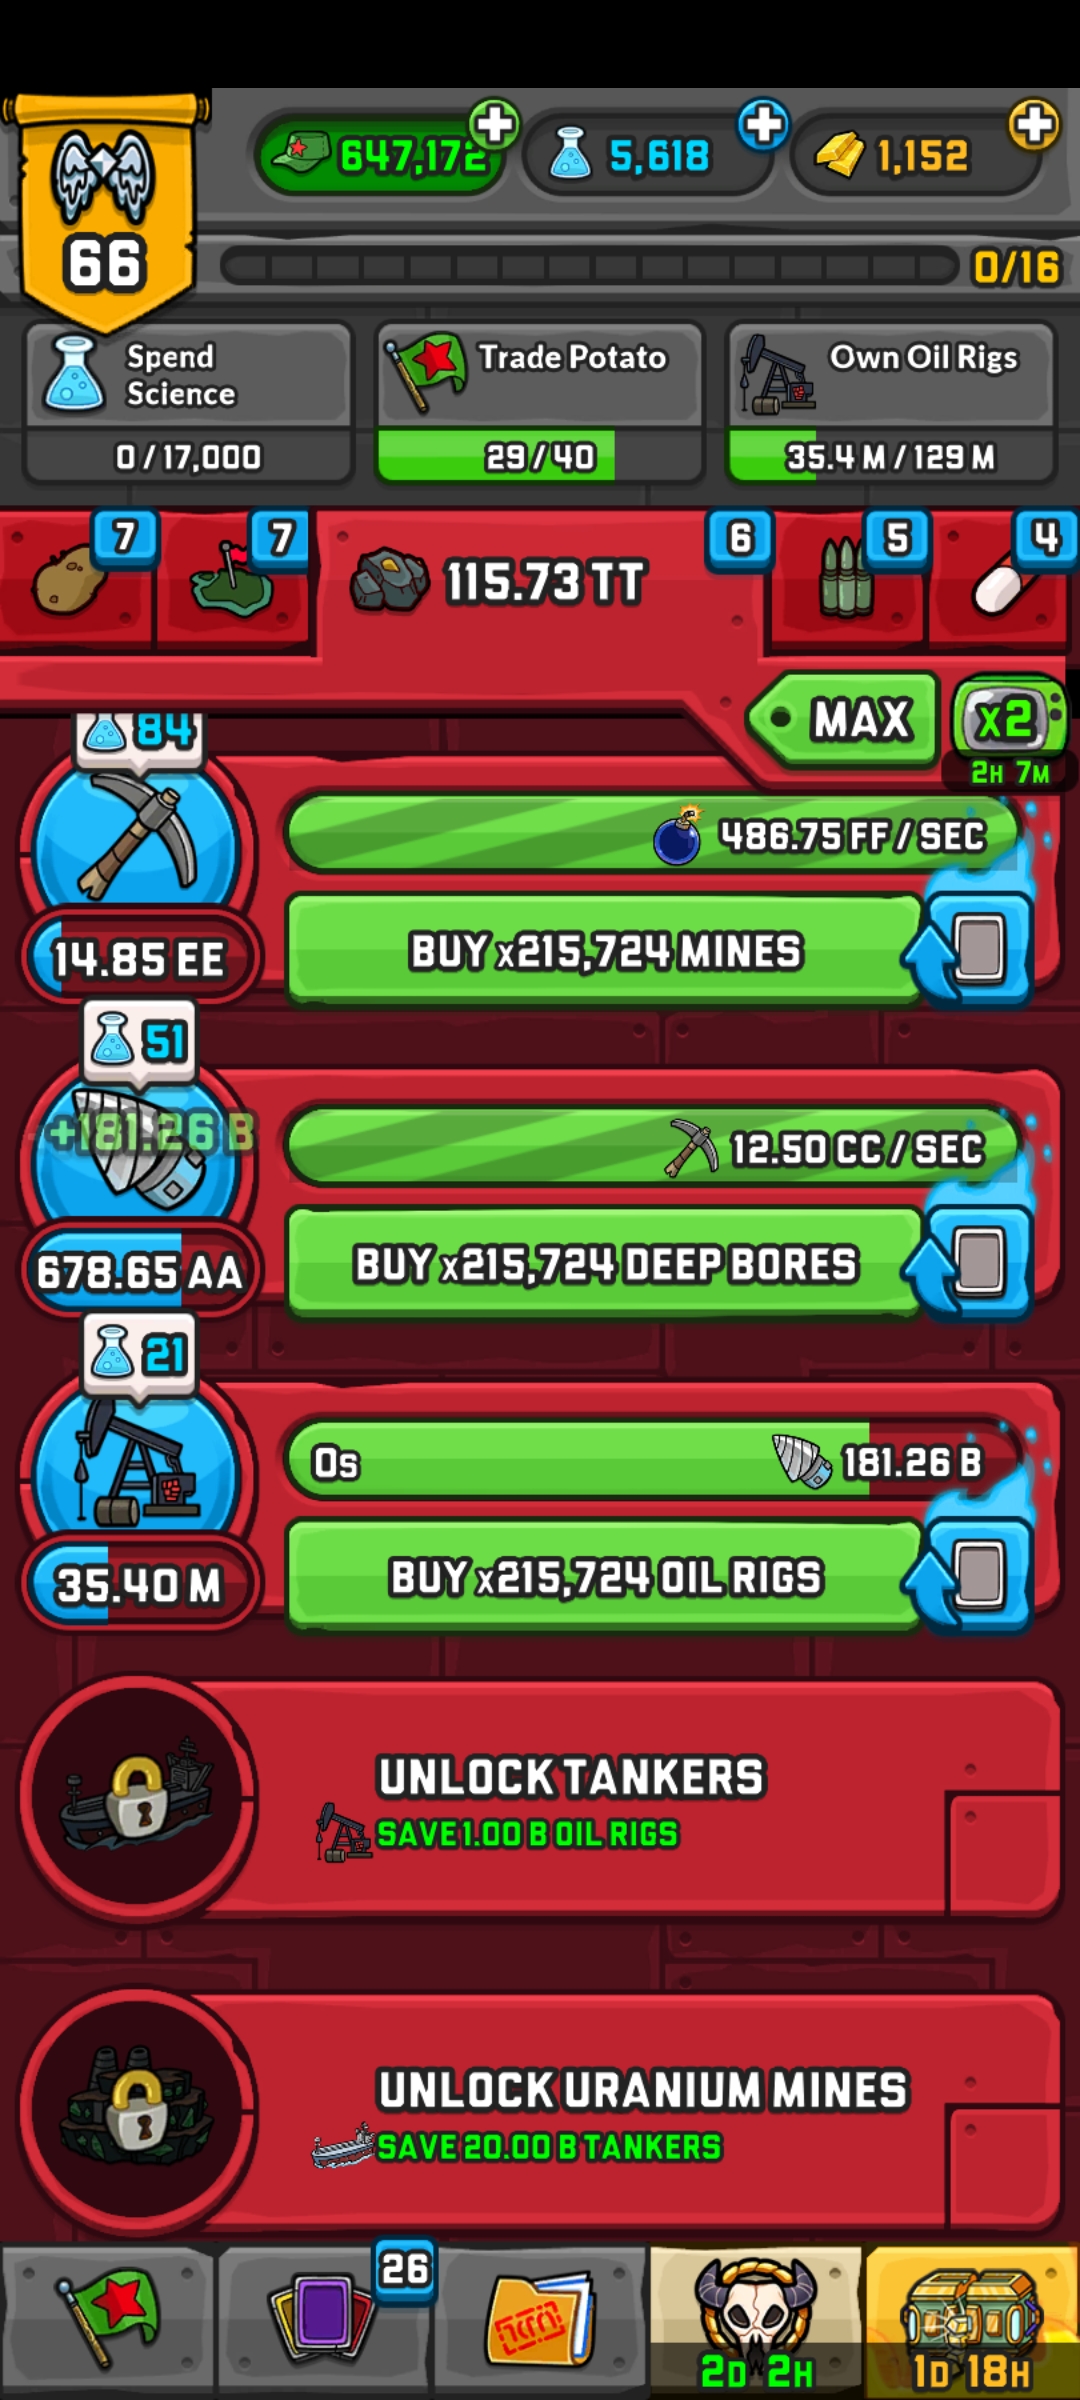 647,172
5,618
1,152
66
0/16
Spend
Science
0/17,000
Trade Potato
29/40
Own Oil Rigs
35.4 M/129 M
7
7
115.73 TT
6
5
4
MAX
x2
2H 7M
84
486.75 FF/SEC
14.85 EE
BUY x215,724 MINES
51
+181.26 B
12.50 CC/SEC
678.65 AA
BUY x215,724 DEEP BORES
21
0s
181.26 B
35.40 M
BUY x215,724 OIL RIGS
UNLOCK TANKERS
SAVE 1.00 B OIL RIGS
UNLOCK URANIUM MINES
SAVE 20.00 B TANKERS
26
2D 2H
1D 18H